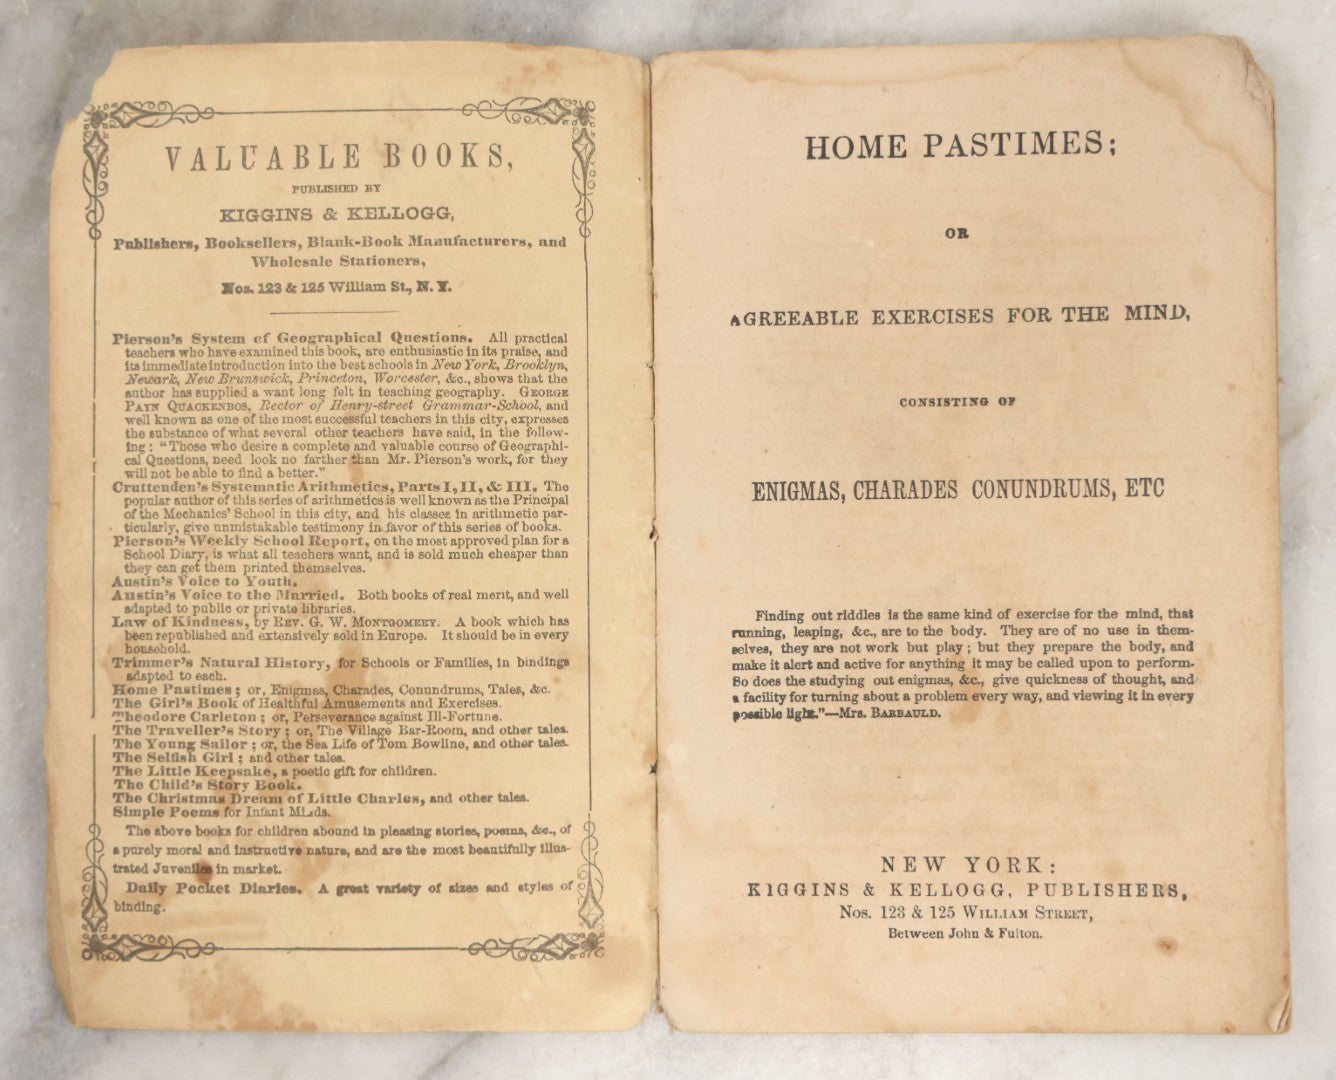 VALUABLE BOOKS,
PUBLISHED BY
KIGGINS & KELLOGG,
Publishers, Booksellers, Blank-Book Manufacturers, and
Wholesale Stationers,
Nos. 123 & 125 William St., N. Y.
Pierson's System of Geographical Questions. All practical
teachers who have examined this book, are enthusiastic in its praise, and
its immediate introduction into the best schools in New York, Brooklyn,
Newark, New Brunswick, Princeton, Worcester, &c., shows that the
author has supplied a want long felt in teaching geography. GEORGE
PAYN QUACKENBOS, Rector of Henry-street Grammar-School, and
well known as one of the most successful teachers in this city, expresses
the substance of what several other teachers have said, in the follow-
ing: "Those who desire a complete and valuable course of Geographi-
cal Questions, need look no farther than Mr. Pierson's work, for they
will not be able to find a better."
Cruttenden's Systematic Arithmetics, Parts I, II, & III. The
popular author of this series of arithmetics is well known as the Principal
of the Mechanics' School in this city, and his classes in arithmetic par-
ticularly, give unmistakable testimony in favor of this series of books.
Pierson's Weekly School Report, on the most approved plan for a
School Diary, is what all teachers want, and is sold much cheaper than
they can get them printed themselves.
Austin's Voice to Youth.
Austin's Voice to the Married. Both books of real merit, and well
adapted to public or private libraries.
Law of Kindness, by REV. G. W. MONTGOMERY. A book which has
been republished and extensively sold in Europe. It should be in every
household.
Trimmer's Natural History, for Schools or Families, in bindings
adapted to each.
Home Pastimes; or, Enigmas, Charades, Conundrums, Tales, &c.
The Girl's Book of Healthful Amusements and Exercises.
Theodore Carleton; or, Perseverance against Ill-Fortune.
The Traveller's Story; or, The Village Bar-Room, and other tales.
The Young Sailor; or, the Sea Life of Tom Bowline, and other tales.
The Selfish Girl; and other tales.
The Little Keepsake, a poetic gift for children.
The Child's Story Book.
The Christmas Dream of Little Charles, and other tales.
Simple Poems for Infant Minds.
The above books for children abound in pleasing stories, poems, &c., of
a purely moral and instructive nature, and are the most beautifully illus-
trated Juveniles in market.
Daily Pocket Diaries. A great variety of sizes and styles of
binding.
HOME PASTIMES;
OR
AGREEABLE EXERCISES FOR THE MIND,
CONSISTING OF
ENIGMAS, CHARADES CONUNDRUMS, ETC
Finding out riddles is the same kind of exercise for the mind, that
running, leaping, &c., are to the body. They are of no use in them-
selves, they are not work but play; but they prepare the body, and
make it alert and active for anything it may be called upon to perform.
So does the studying out enigmas, &c., give quickness of thought, and
a facility for turning about a problem every way, and viewing it in every
possible light."—MRS. BARBAULD.
NEW YORK:
KIGGINS & KELLOGG, PUBLISHERS,
Nos. 123 & 125 WILLIAM STREET,
Between John & Fulton.